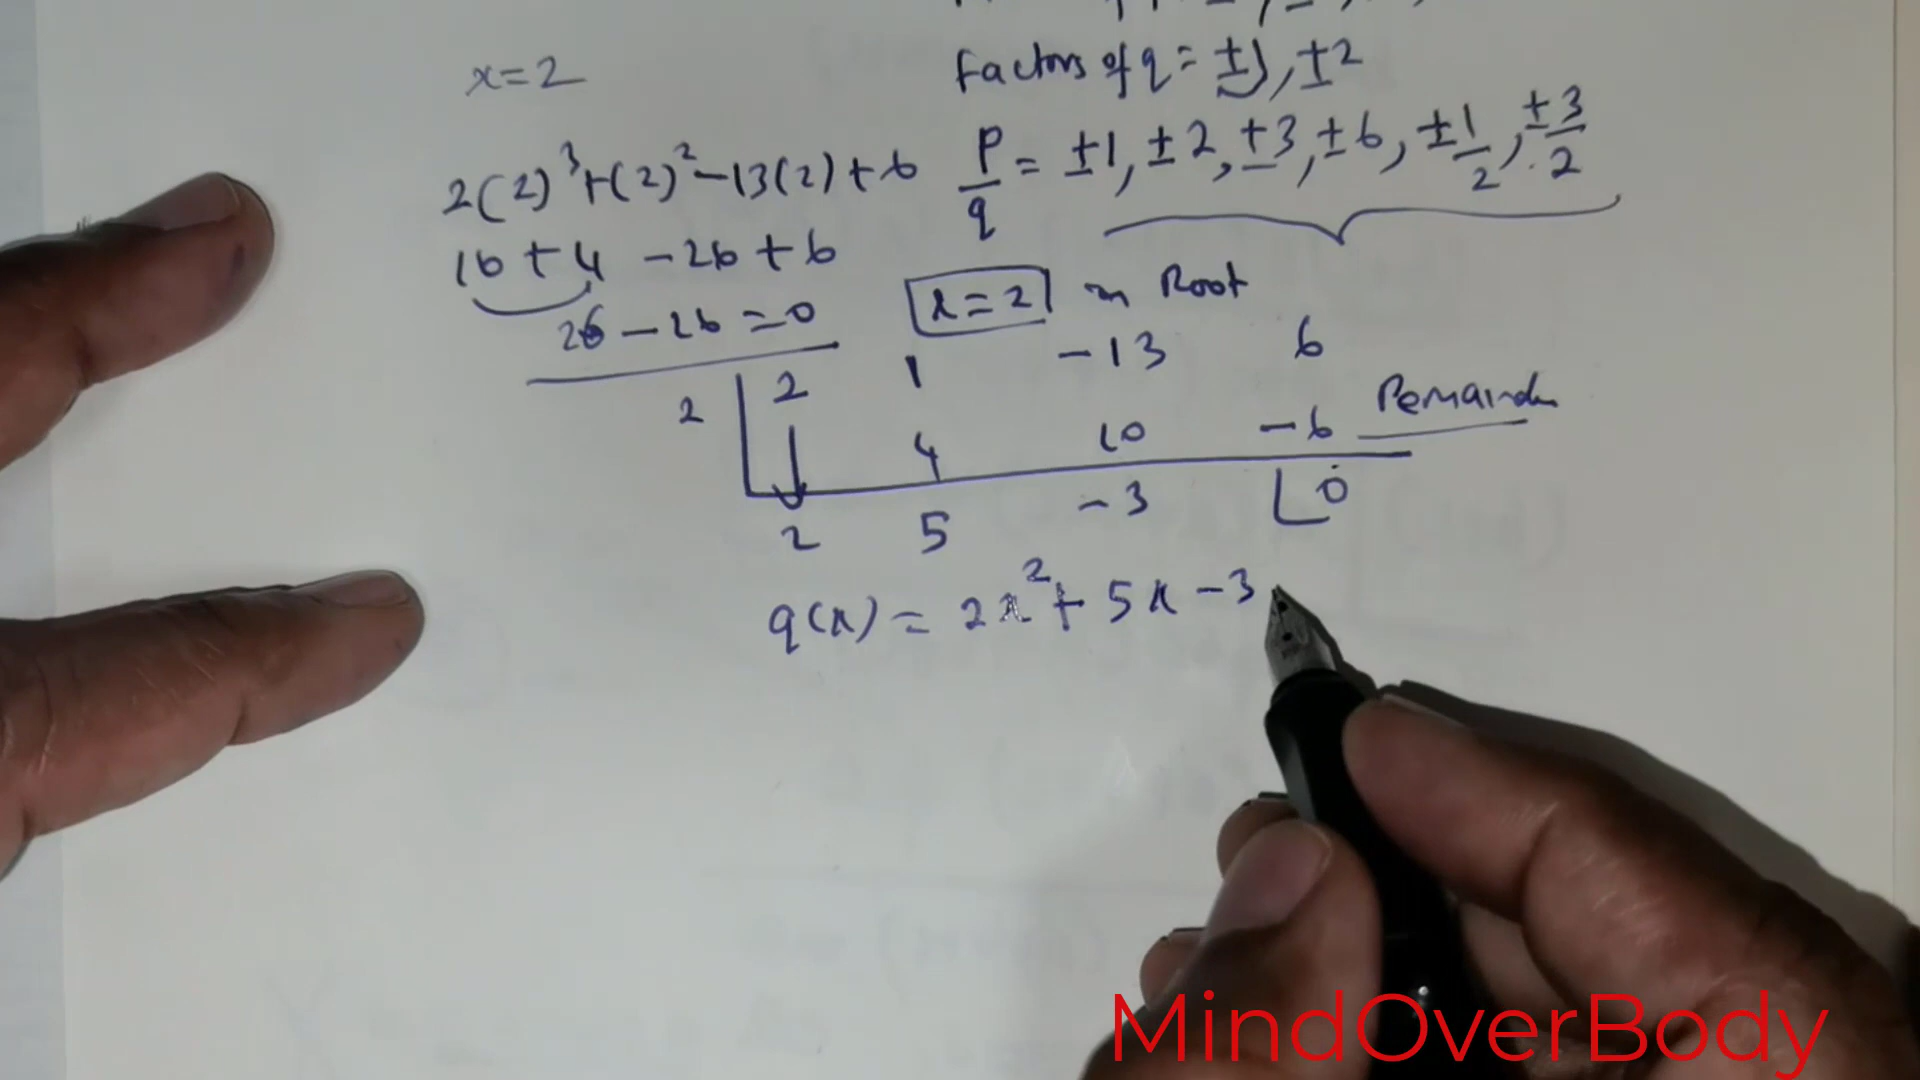 x=2
Factors of q = ±1, ±2
2(2)³+(2)²-13(2)+6
p/q = ±1, ±2, ±3, ±6, ±1/2, ±3/2
16+4 -26+6
26-26=0
x=2 Root
2 2 1 -13 6
4 10 -6 Remainder
2 5 -3 0
q(x) = 2x²+5x-3
MindOverBody